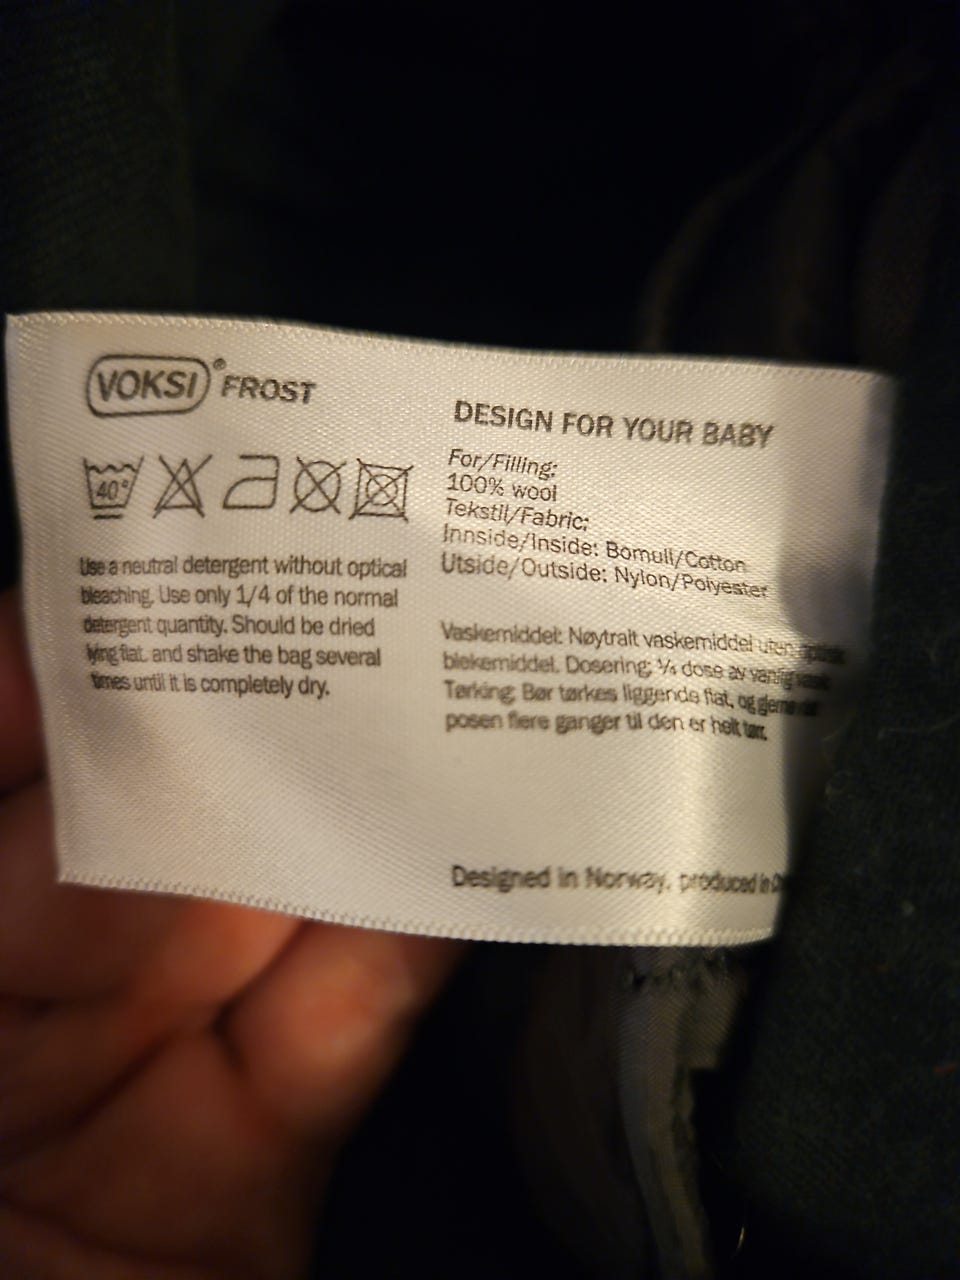 VOKSI® FROST
40°
Use a neutral detergent without optical
bleaching. Use only 1/4 of the normal
detergent quantity. Should be dried
lying flat. and shake the bag several
times until it is completely dry.
DESIGN FOR YOUR BABY
For/Filling:
100% wool
Tekstil/Fabric:
Innside/Inside: Bomull/Cotton
Utside/Outside: Nylon/Polyester
Vaskemiddel: Nøytralt vaskemiddel uten
blekemiddel. Dosering: ¼ dose av vanlig
Tørking: Bør tørkes liggende flat, og gjerne
posen flere ganger til den er helt tørr.
Designed in Norway, produced in